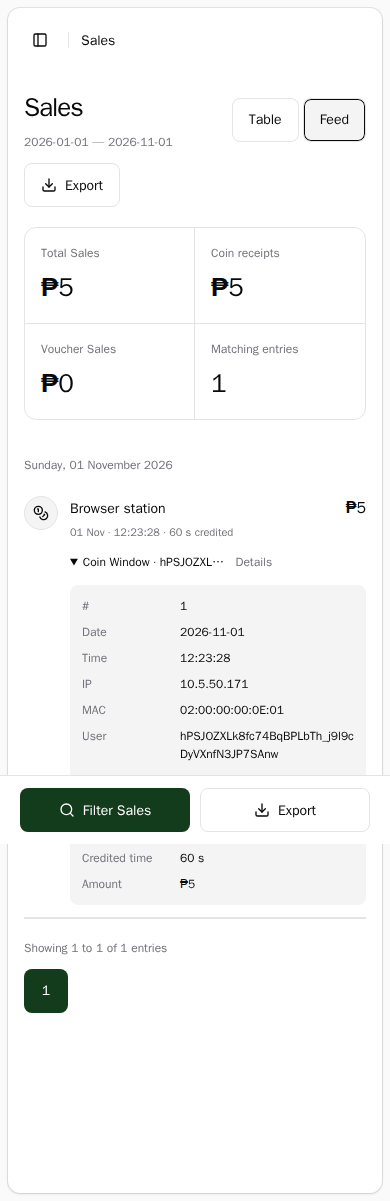 Sales
Sales
2026-01-01 — 2026-11-01
Table
Feed
Export
Total Sales
₱5
Coin receipts
₱5
Voucher Sales
₱0
Matching entries
1
Sunday, 01 November 2026
Browser station
₱5
01 Nov · 12:23:28 · 60 s credited
▼ Coin Window · hPSJOZXL⋯ Details
# 1
Date 2026-11-01
Time 12:23:28
IP 10.5.50.171
MAC 02:00:00:00:0E:01
User hPSJOZXLk8fc74BqBPLbTh_j9l9c
DyVXnfN3JP7SAnw
Filter Sales
Export
Credited time 60 s
Amount ₱5
Showing 1 to 1 of 1 entries
1